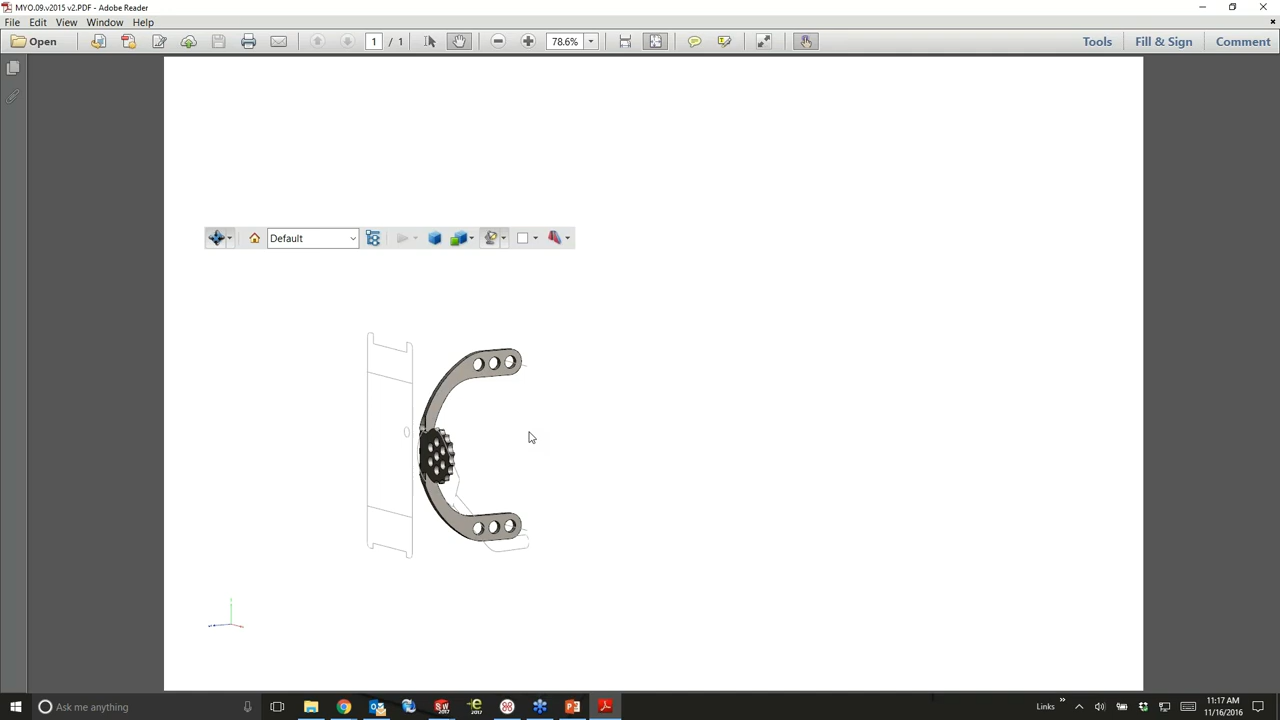 MYO.09.v2015 v2.PDF - Adobe Reader
File Edit View Window Help
Open 1 / 1 78.6% Tools Fill & Sign Comment
Default
Ask me anything
Links 11:17 AM
11/16/2016